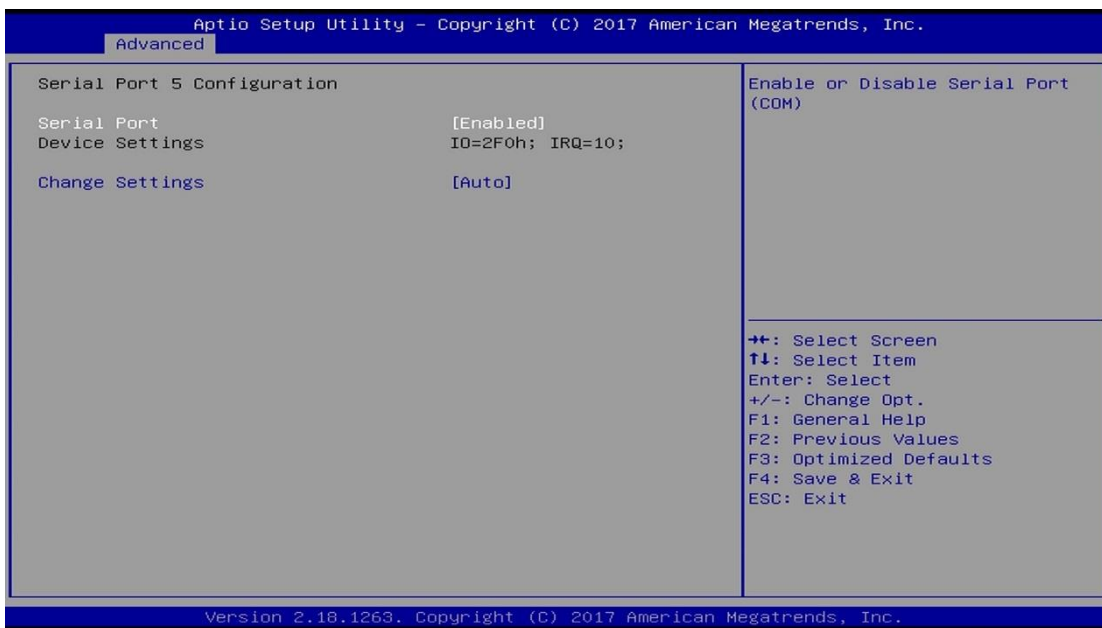 Aptio Setup Utility – Copyright (C) 2017 American Megatrends, Inc.
Advanced
Serial Port 5 Configuration
Serial Port [Enabled]
Device Settings IO=2F0h; IRQ=10;
Change Settings [Auto]
Enable or Disable Serial Port
(COM)
→←: Select Screen
↑↓: Select Item
Enter: Select
+/-: Change Opt.
F1: General Help
F2: Previous Values
F3: Optimized Defaults
F4: Save & Exit
ESC: Exit
Version 2.18.1263. Copyright (C) 2017 American Megatrends, Inc.